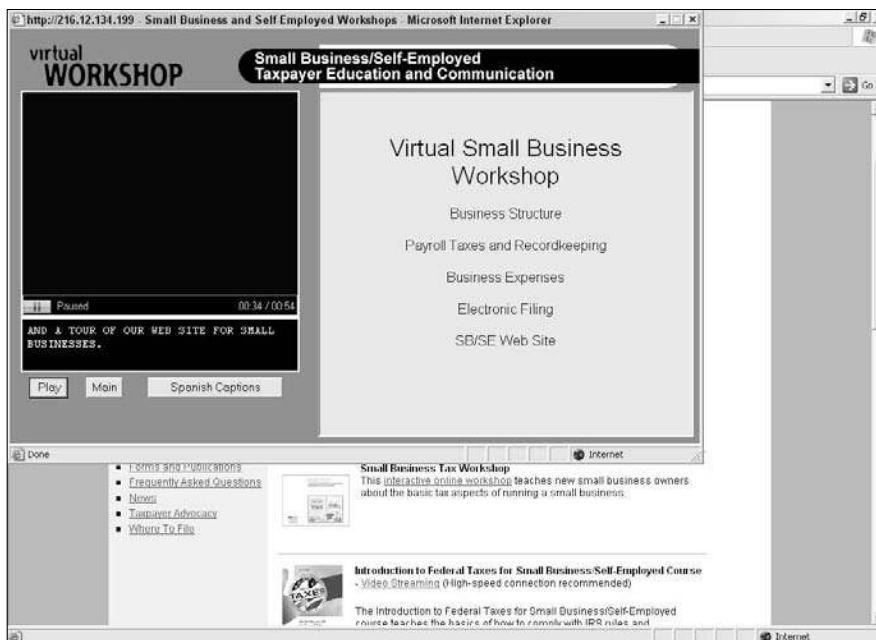 http://216.12.134.199 - Small Business and Self Employed Workshops - Microsoft Internet Explorer
virtual
WORKSHOP
Small Business/Self-Employed
Taxpayer Education and Communication
Go
Virtual Small Business
Workshop
Business Structure
Payroll Taxes and Recordkeeping
Business Expenses
Electronic Filing
SB/SE Web Site
Paused 00:34 / 00:54
AND A TOUR OF OUR WEB SITE FOR SMALL
BUSINESSES.
Play Main Spanish Captions
Done Internet
Forms and Publications
Frequently Asked Questions
News
Taxpayer Advocacy
Where To File
Small Business Tax Workshop
This interactive online workshop teaches new small business owners
about the basic tax aspects of running a small business.
TAXES
Introduction to Federal Taxes for Small Business/Self-Employed Course
- Video Streaming (High-speed connection recommended)
The Introduction to Federal Taxes for Small Business/Self-Employed
course teaches the basics of how to comply with IRS rules and
Internet